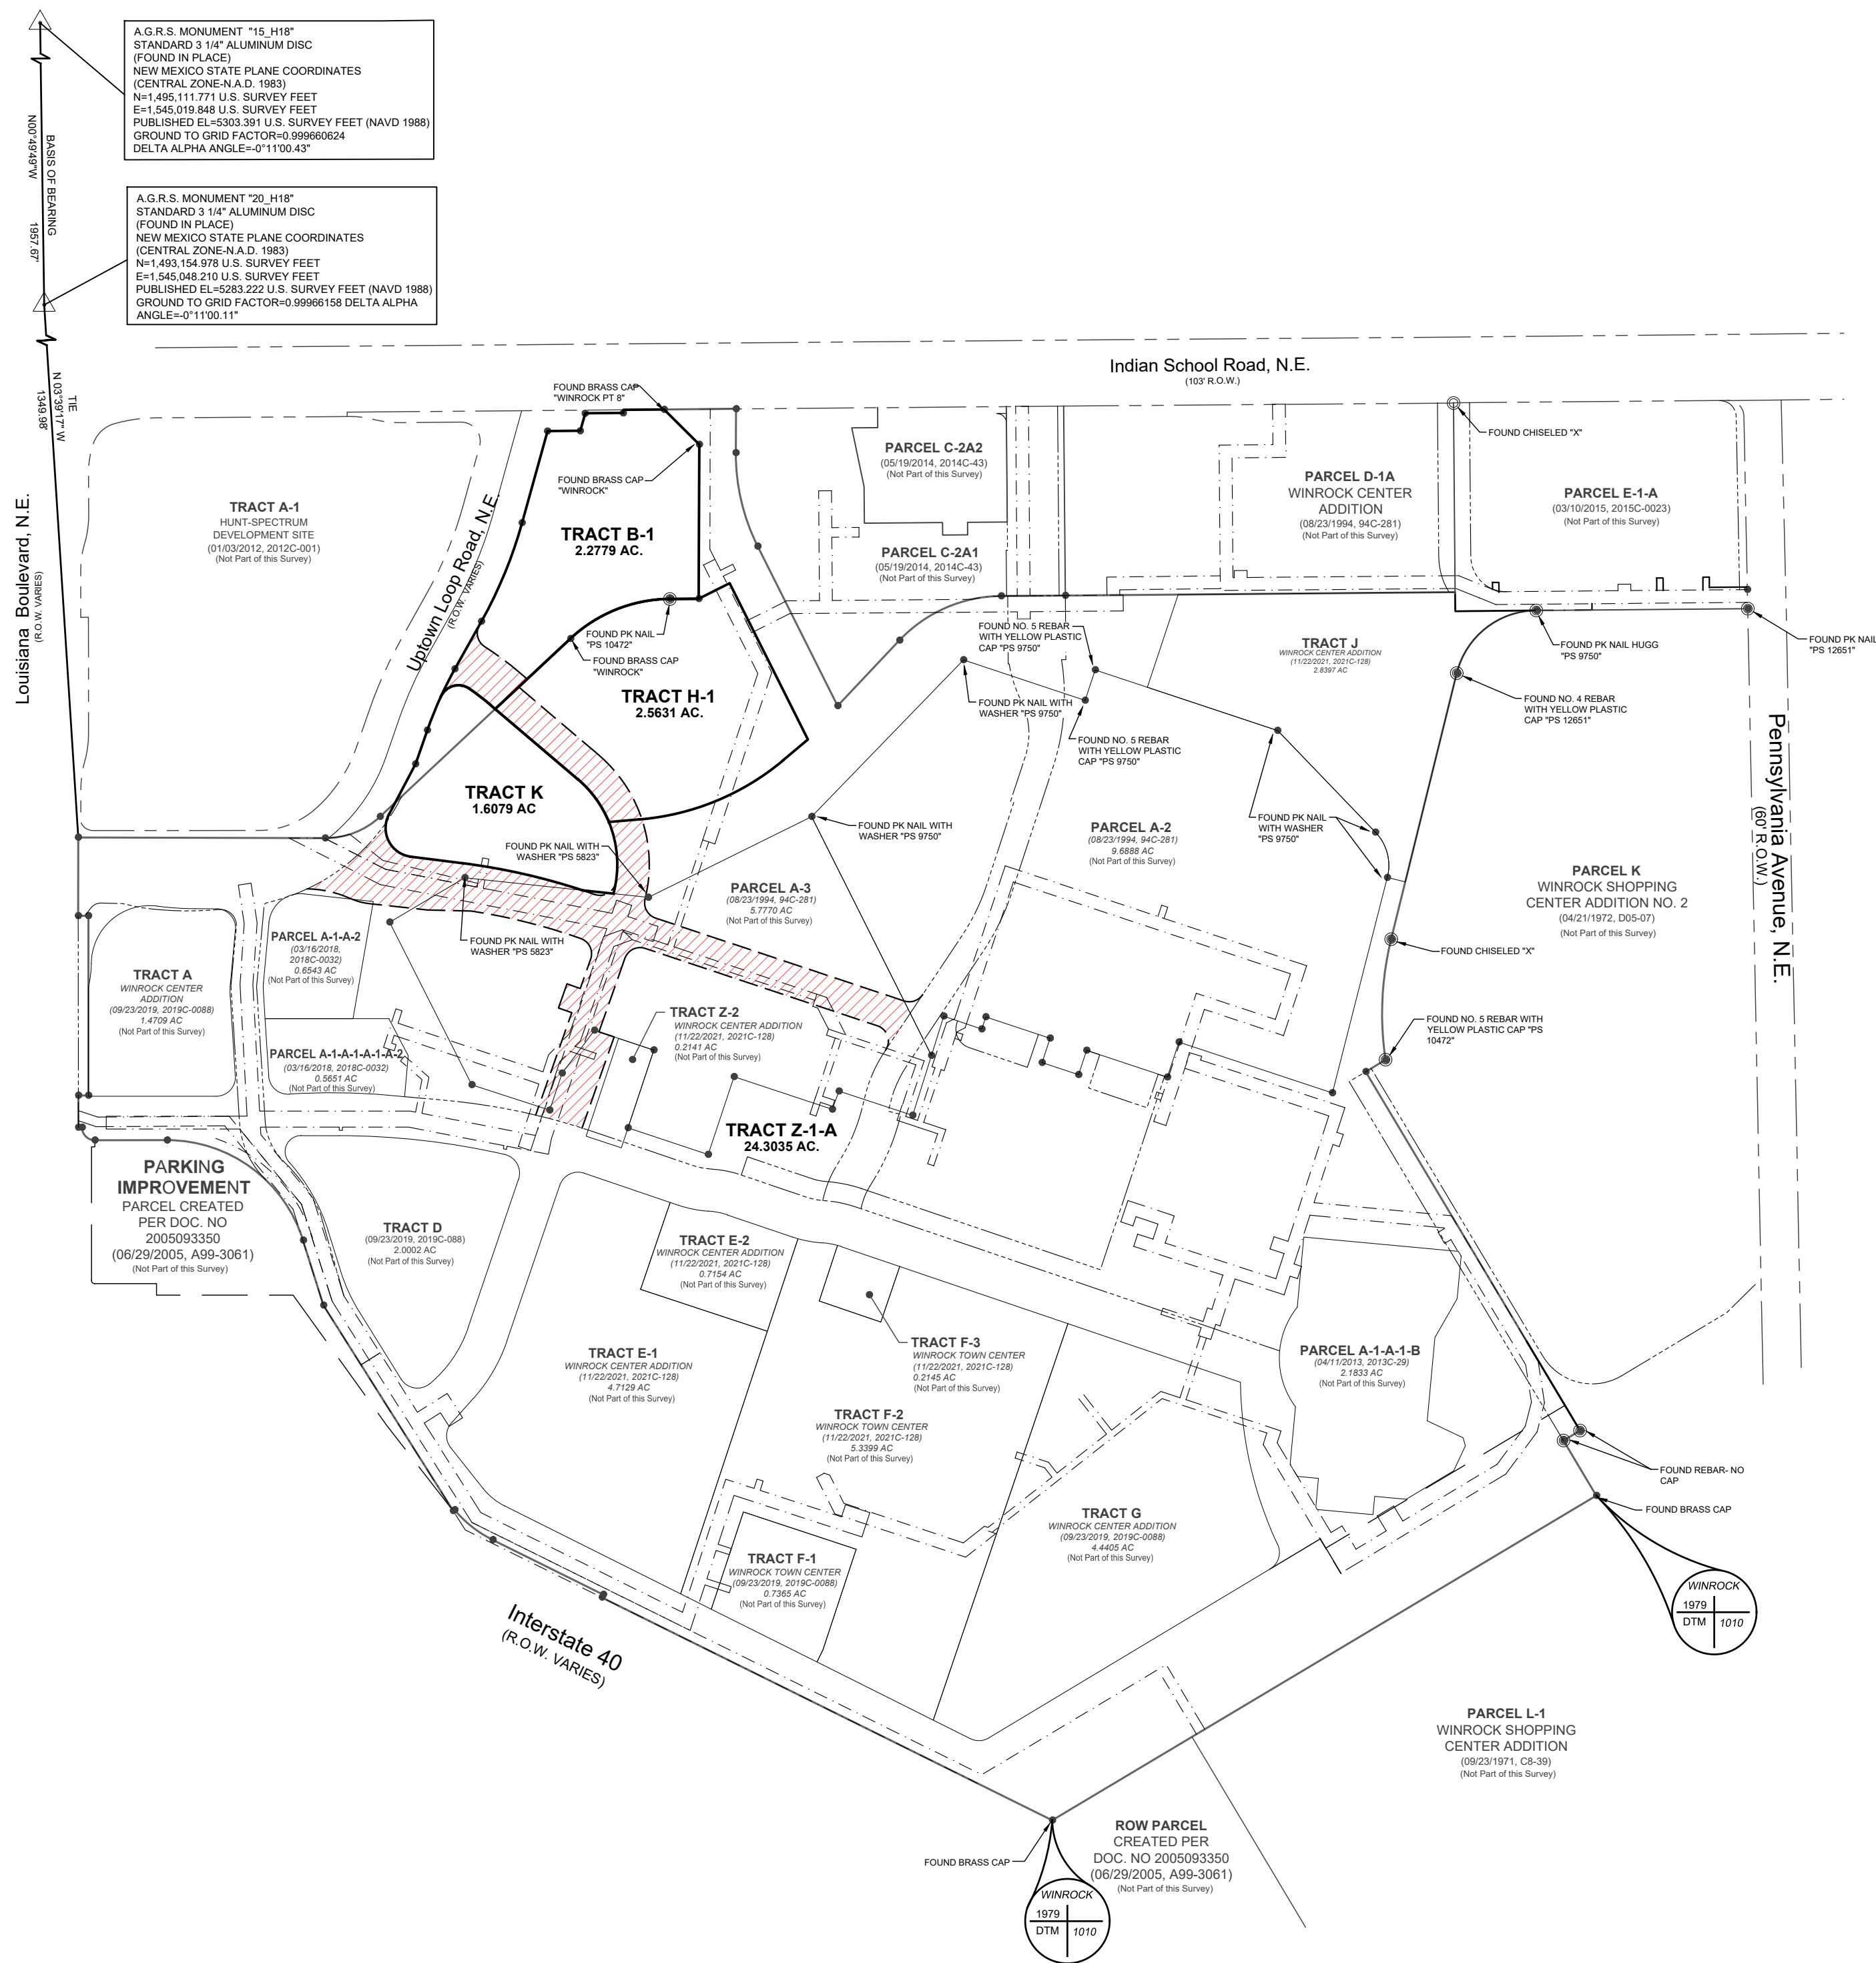 A.G.R.S. MONUMENT "15_H18"
STANDARD 3 1/4" ALUMINUM DISC
(FOUND IN PLACE)
NEW MEXICO STATE PLANE COORDINATES
(CENTRAL ZONE-N.A.D. 1983)
N=1,495,111.771 U.S. SURVEY FEET
E=1,545,019.848 U.S. SURVEY FEET
PUBLISHED EL=5303.391 U.S. SURVEY FEET (NAVD 1988)
GROUND TO GRID FACTOR=0.999660624
DELTA ALPHA ANGLE=-0°11'00.43"
BASIS OF BEARING
N00°49'49"W 1957.67'
A.G.R.S. MONUMENT "20_H18"
STANDARD 3 1/4" ALUMINUM DISC
(FOUND IN PLACE)
NEW MEXICO STATE PLANE COORDINATES
(CENTRAL ZONE-N.A.D. 1983)
N=1,493,154.978 U.S. SURVEY FEET
E=1,545,048.210 U.S. SURVEY FEET
PUBLISHED EL=5283.222 U.S. SURVEY FEET (NAVD 1988)
GROUND TO GRID FACTOR=0.99966158 DELTA ALPHA
ANGLE=-0°11'00.11"
TIE
N 03°39'17" W
1349.98'
Indian School Road, N.E.
(103' R.O.W.)
FOUND BRASS CAP
"WINROCK PT 8"
FOUND CHISELED "X"
Louisiana Boulevard, N.E.
(R.O.W. VARIES)
TRACT A-1
HUNT-SPECTRUM
DEVELOPMENT SITE
(01/03/2012, 2012C-001)
(Not Part of this Survey)
Uptown Loop Road, N.E.
(R.O.W. VARIES)
FOUND BRASS CAP
"WINROCK"
TRACT B-1
2.2779 AC.
PARCEL C-2A2
(05/19/2014, 2014C-43)
(Not Part of this Survey)
PARCEL C-2A1
(05/19/2014, 2014C-43)
(Not Part of this Survey)
PARCEL D-1A
WINROCK CENTER
ADDITION
(08/23/1994, 94C-281)
(Not Part of this Survey)
PARCEL E-1-A
(03/10/2015, 2015C-0023)
(Not Part of this Survey)
FOUND PK NAIL
"PS 10472"
FOUND BRASS CAP
"WINROCK"
FOUND NO. 5 REBAR
WITH YELLOW PLASTIC
CAP "PS 9750"
TRACT J
WINROCK CENTER ADDITION
(11/22/2021, 2021C-128)
2.8397 AC
FOUND PK NAIL HUGG
"PS 9750"
FOUND PK NAIL
"PS 12651"
TRACT H-1
2.5631 AC.
FOUND PK NAIL WITH
WASHER "PS 9750"
FOUND NO. 4 REBAR
WITH YELLOW PLASTIC
CAP "PS 12651"
FOUND NO. 5 REBAR
WITH YELLOW PLASTIC
CAP "PS 9750"
Pennsylvania Avenue, N.E.
(60' R.O.W.)
TRACT K
1.6079 AC
FOUND PK NAIL WITH
WASHER "PS 9750"
PARCEL A-2
(08/23/1994, 94C-281)
9.6888 AC
(Not Part of this Survey)
FOUND PK NAIL
WITH WASHER
"PS 9750"
FOUND PK NAIL WITH
WASHER "PS 5823"
PARCEL A-3
(08/23/1994, 94C-281)
5.7770 AC
(Not Part of this Survey)
PARCEL K
WINROCK SHOPPING
CENTER ADDITION NO. 2
(04/21/1972, D05-07)
(Not Part of this Survey)
PARCEL A-1-A-2
(03/16/2018,
2018C-0032)
0.6543 AC
(Not Part of this Survey)
FOUND PK NAIL WITH
WASHER "PS 5823"
FOUND CHISELED "X"
TRACT A
WINROCK CENTER
ADDITION
(09/23/2019, 2019C-0088)
1.4709 AC
(Not Part of this Survey)
TRACT Z-2
WINROCK CENTER ADDITION
(11/22/2021, 2021C-128)
0.2141 AC
(Not Part of this Survey)
FOUND NO. 5 REBAR WITH
YELLOW PLASTIC CAP "PS
10472"
PARCEL A-1-A-1-A-1-A-2
(03/16/2018, 2018C-0032)
0.5651 AC
(Not Part of this Survey)
TRACT Z-1-A
24.3035 AC.
PARKING
IMPROVEMENT
PARCEL CREATED
PER DOC. NO
2005093350
(06/29/2005, A99-3061)
(Not Part of this Survey)
TRACT D
(09/23/2019, 2019C-088)
2.0002 AC
(Not Part of this Survey)
TRACT E-2
WINROCK CENTER ADDITION
(11/22/2021, 2021C-128)
0.7154 AC
(Not Part of this Survey)
TRACT E-1
WINROCK CENTER ADDITION
(11/22/2021, 2021C-128)
4.7129 AC
(Not Part of this Survey)
TRACT F-3
WINROCK TOWN CENTER
(11/22/2021, 2021C-128)
0.2145 AC
(Not Part of this Survey)
PARCEL A-1-A-1-B
(04/11/2013, 2013C-29)
2.1833 AC
(Not Part of this Survey)
TRACT F-2
WINROCK TOWN CENTER
(11/22/2021, 2021C-128)
5.3399 AC
(Not Part of this Survey)
FOUND REBAR- NO
CAP
FOUND BRASS CAP
TRACT G
WINROCK CENTER ADDITION
(09/23/2019, 2019C-0088)
4.4405 AC
(Not Part of this Survey)
TRACT F-1
WINROCK TOWN CENTER
(09/23/2019, 2019C-0088)
0.7365 AC
(Not Part of this Survey)
WINROCK
1979
DTM
1010
Interstate 40
(R.O.W. VARIES)
PARCEL L-1
WINROCK SHOPPING
CENTER ADDITION
(09/23/1971, C8-39)
(Not Part of this Survey)
ROW PARCEL
CREATED PER
DOC. NO 2005093350
(06/29/2005, A99-3061)
(Not Part of this Survey)
FOUND BRASS CAP
WINROCK
1979
DTM
1010